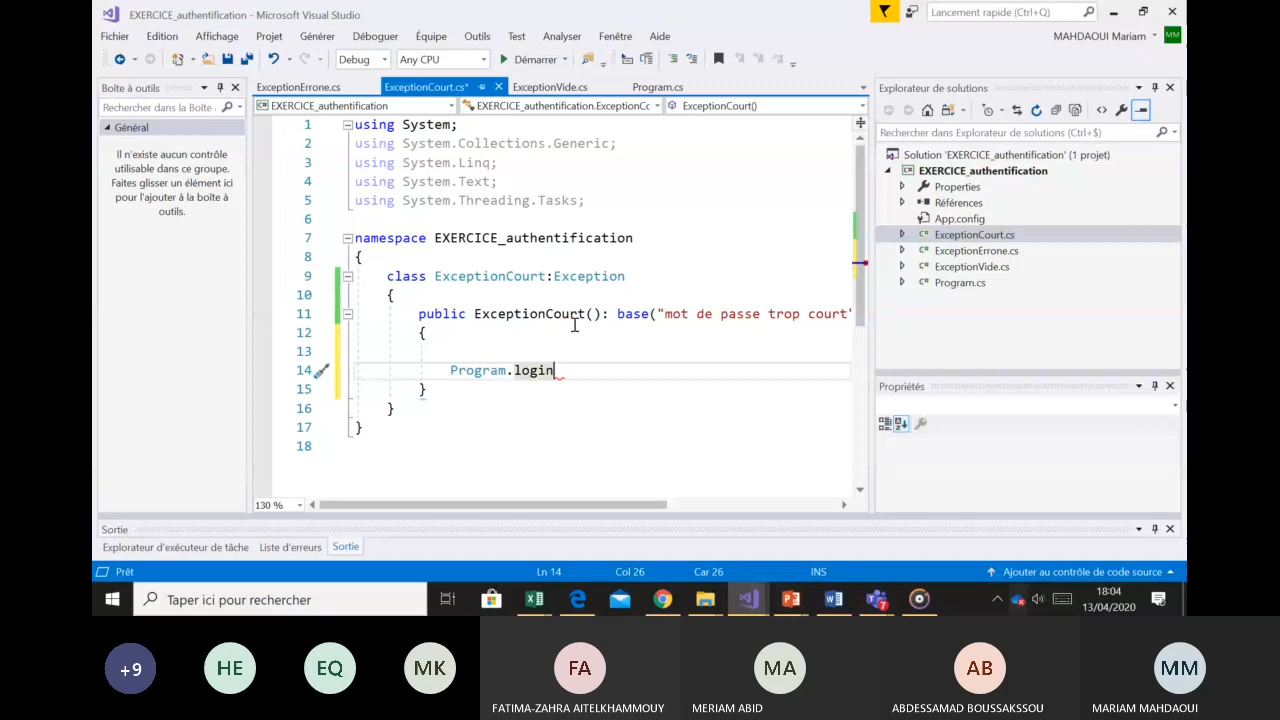 EXERCICE_authentification - Microsoft Visual Studio
Lancement rapide (Ctrl+Q)
Fichier Edition Affichage Projet Générer Déboguer Équipe Outils Test Analyser Fenêtre Aide
MAHDAOUI Mariam MM
Debug Any CPU Démarrer
Boîte à outils
Rechercher dans la Boîte
Général
Il n'existe aucun contrôle
utilisable dans ce groupe.
Faites glisser un élément ici
pour l'ajouter à la boîte à
outils.
ExceptionErrone.cs ExceptionCourt.cs* ExceptionVide.cs Program.cs
EXERCICE_authentification EXERCICE_authentification.ExceptionCc ExceptionCourt()
1 using System;
2 using System.Collections.Generic;
3 using System.Linq;
4 using System.Text;
5 using System.Threading.Tasks;
6
7 namespace EXERCICE_authentification
8 {
9 class ExceptionCourt:Exception
10 {
11 public ExceptionCourt(): base("mot de passe trop court"
12 {
13
14 Program.login
15 }
16 }
17 }
18
130 %
Explorateur de solutions
Rechercher dans Explorateur de solutions (Ctrl+$)
Solution 'EXERCICE_authentification' (1 projet)
EXERCICE_authentification
Properties
Références
App.config
ExceptionCourt.cs
ExceptionErrone.cs
ExceptionVide.cs
Program.cs
Propriétés
Sortie
Explorateur d'exécuteur de tâche Liste d'erreurs Sortie
Prêt Ln 14 Col 26 Car 26 INS Ajouter au contrôle de code source
Taper ici pour rechercher
7
18:04
13/04/2020
+9 HE EQ MK FA MA AB MM
FATIMA-ZAHRA AITELKHAMMOUY MERIAM ABID ABDESSAMAD BOUSSAKSSOU MARIAM MAHDAOUI